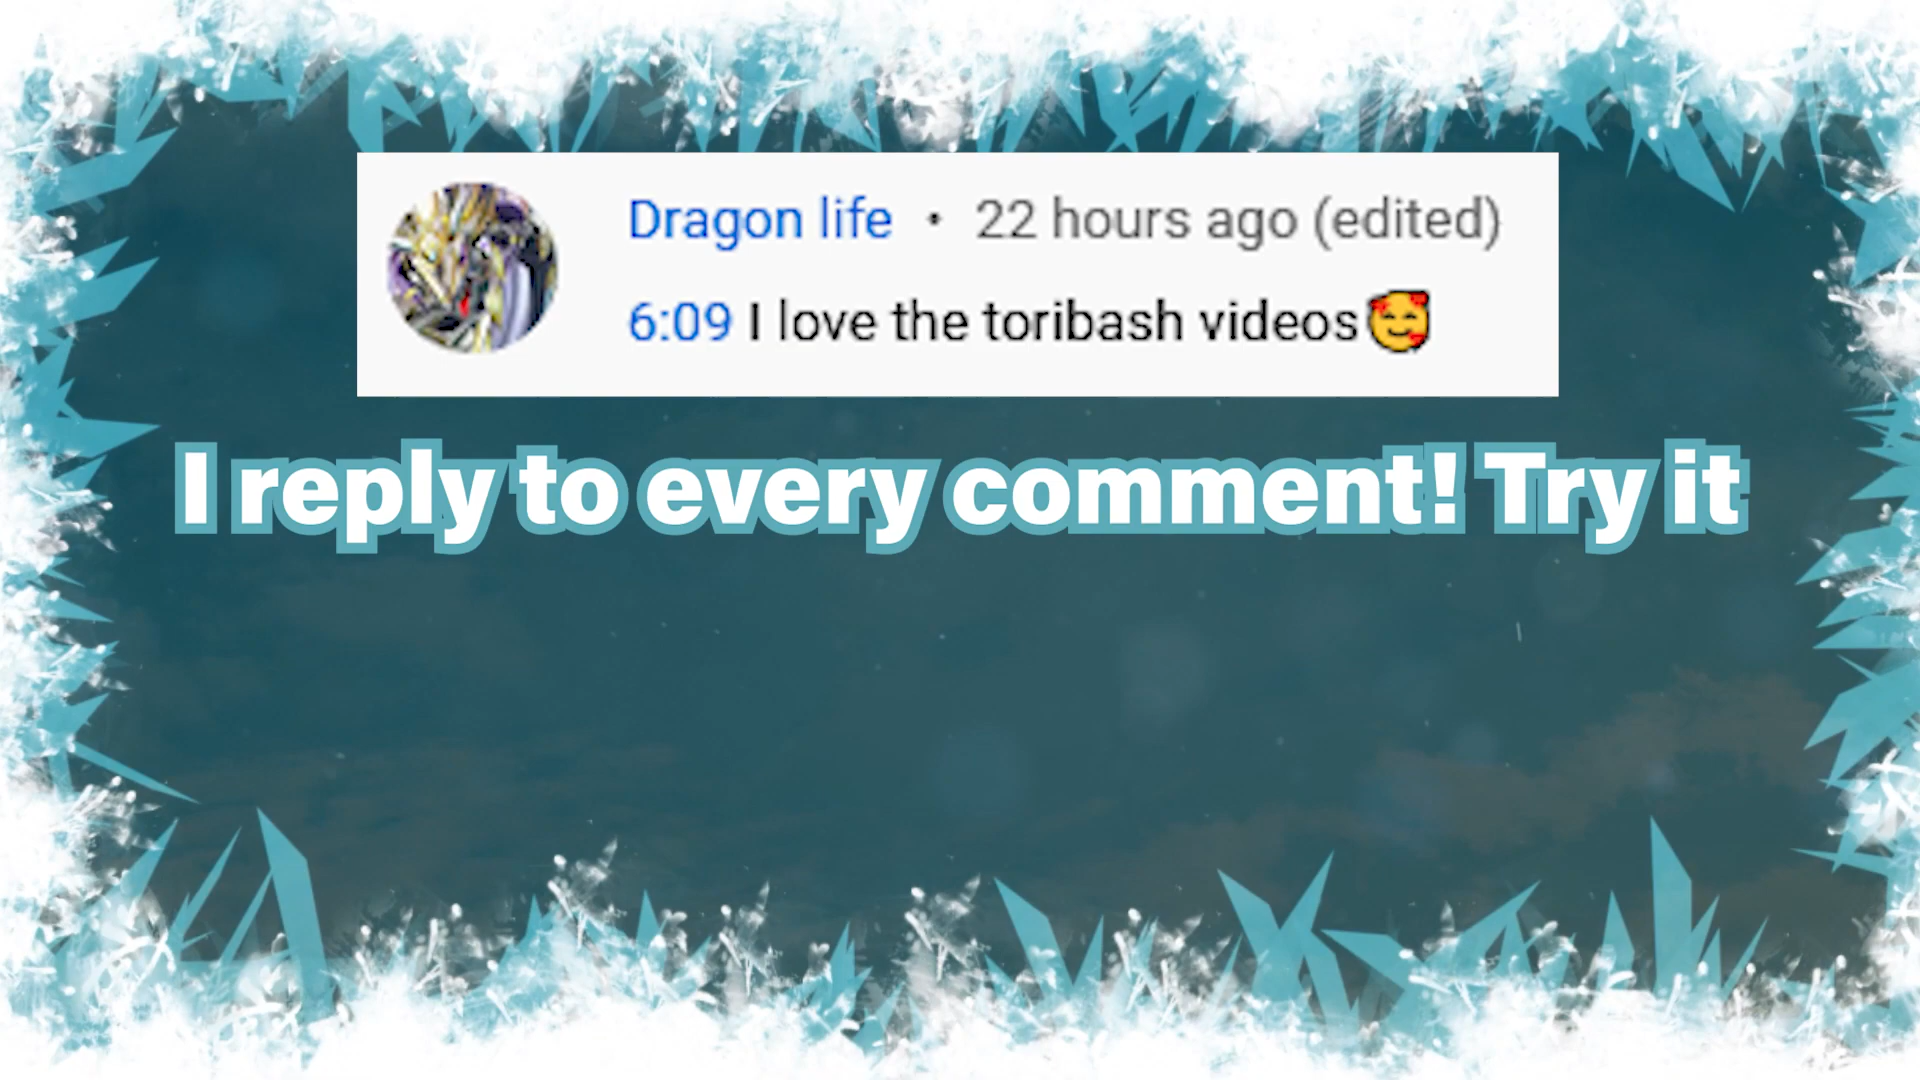 Dragon life • 22 hours ago (edited)
6:09 I love the toribash videos🥰
I reply to every comment! Try it